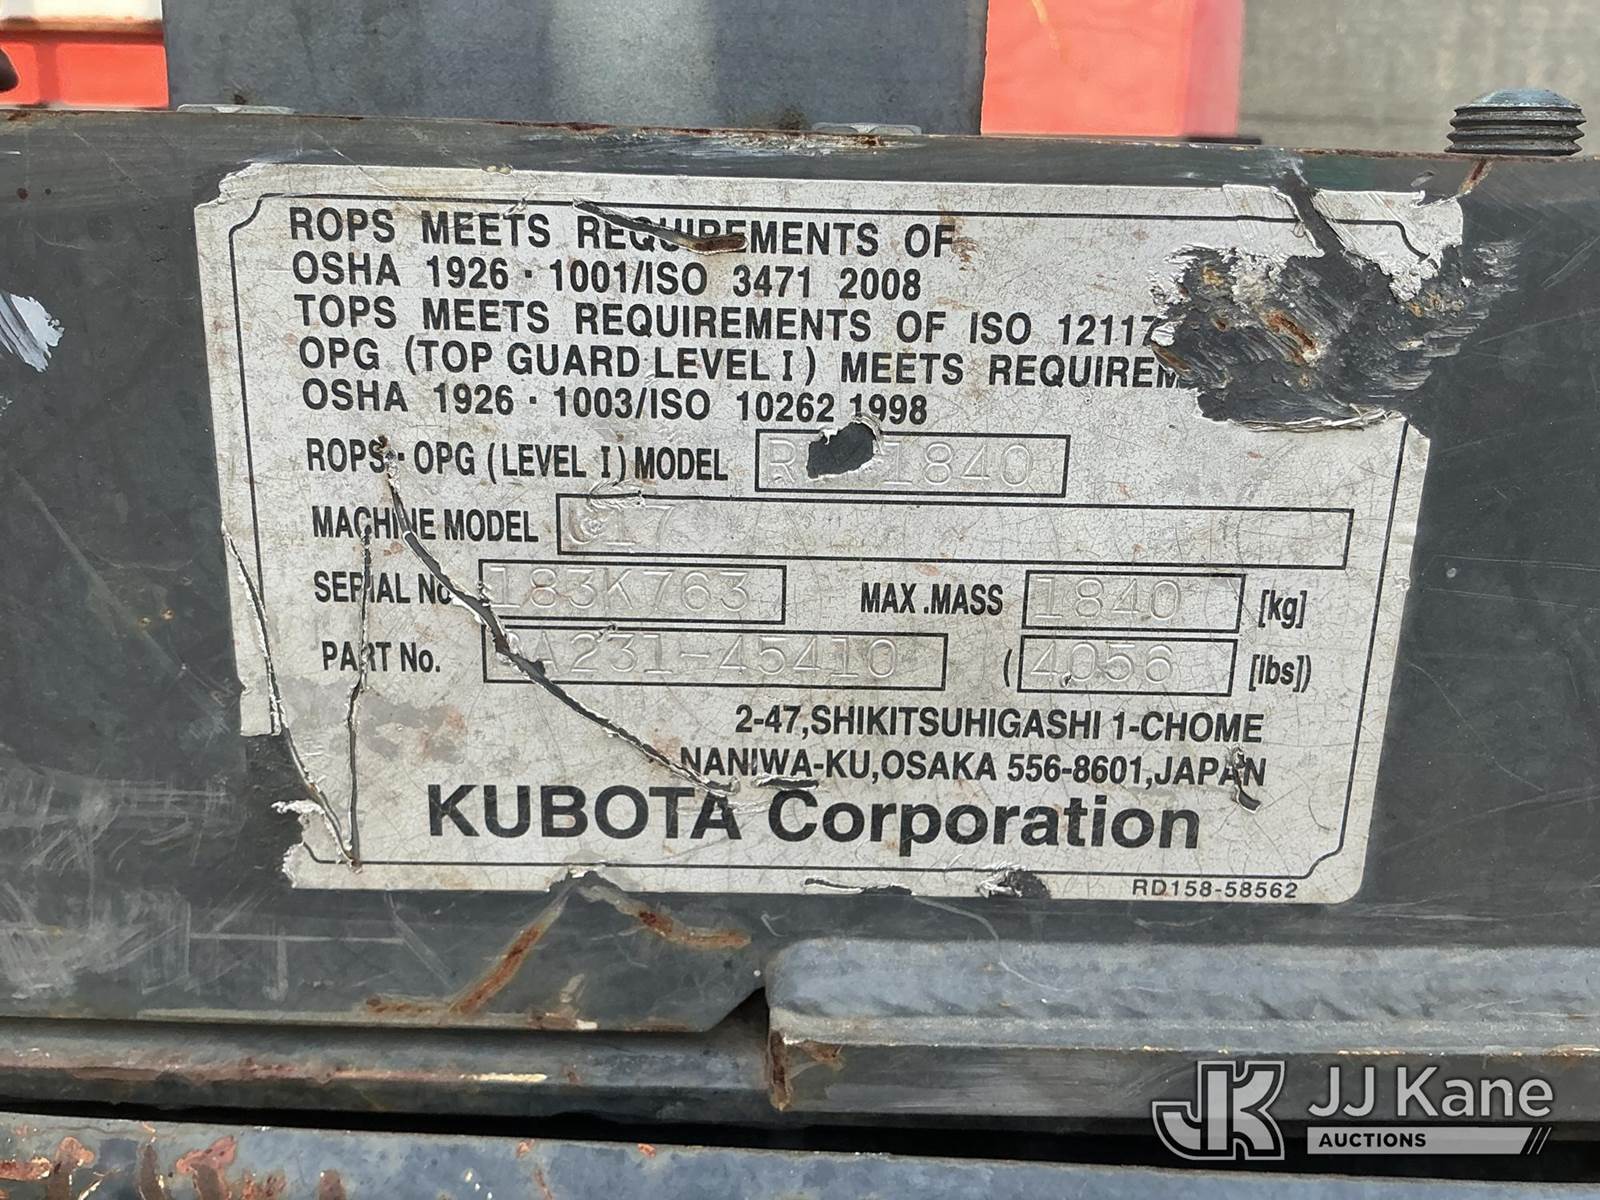 ROPS MEETS REQUIREMENTS OF
OSHA 1926 · 1001/ISO 3471 2008
TOPS MEETS REQUIREMENTS OF ISO 12117
OPG (TOP GUARD LEVEL I) MEETS
OSHA 1926 · 1003/ISO 10262 1998
ROPS · OPG (LEVEL I) MODEL
MACHINE MODEL
SERIAL No. 183K763 MAX.MASS 1840 [kg]
PART No. (4056 [lbs])
2-47,SHIKITSUHIGASHI 1-CHOME
NANIWA-KU,OSAKA 556-8601,JAPAN
KUBOTA Corporation
RD158-58562
JK JJ Kane
AUCTIONS